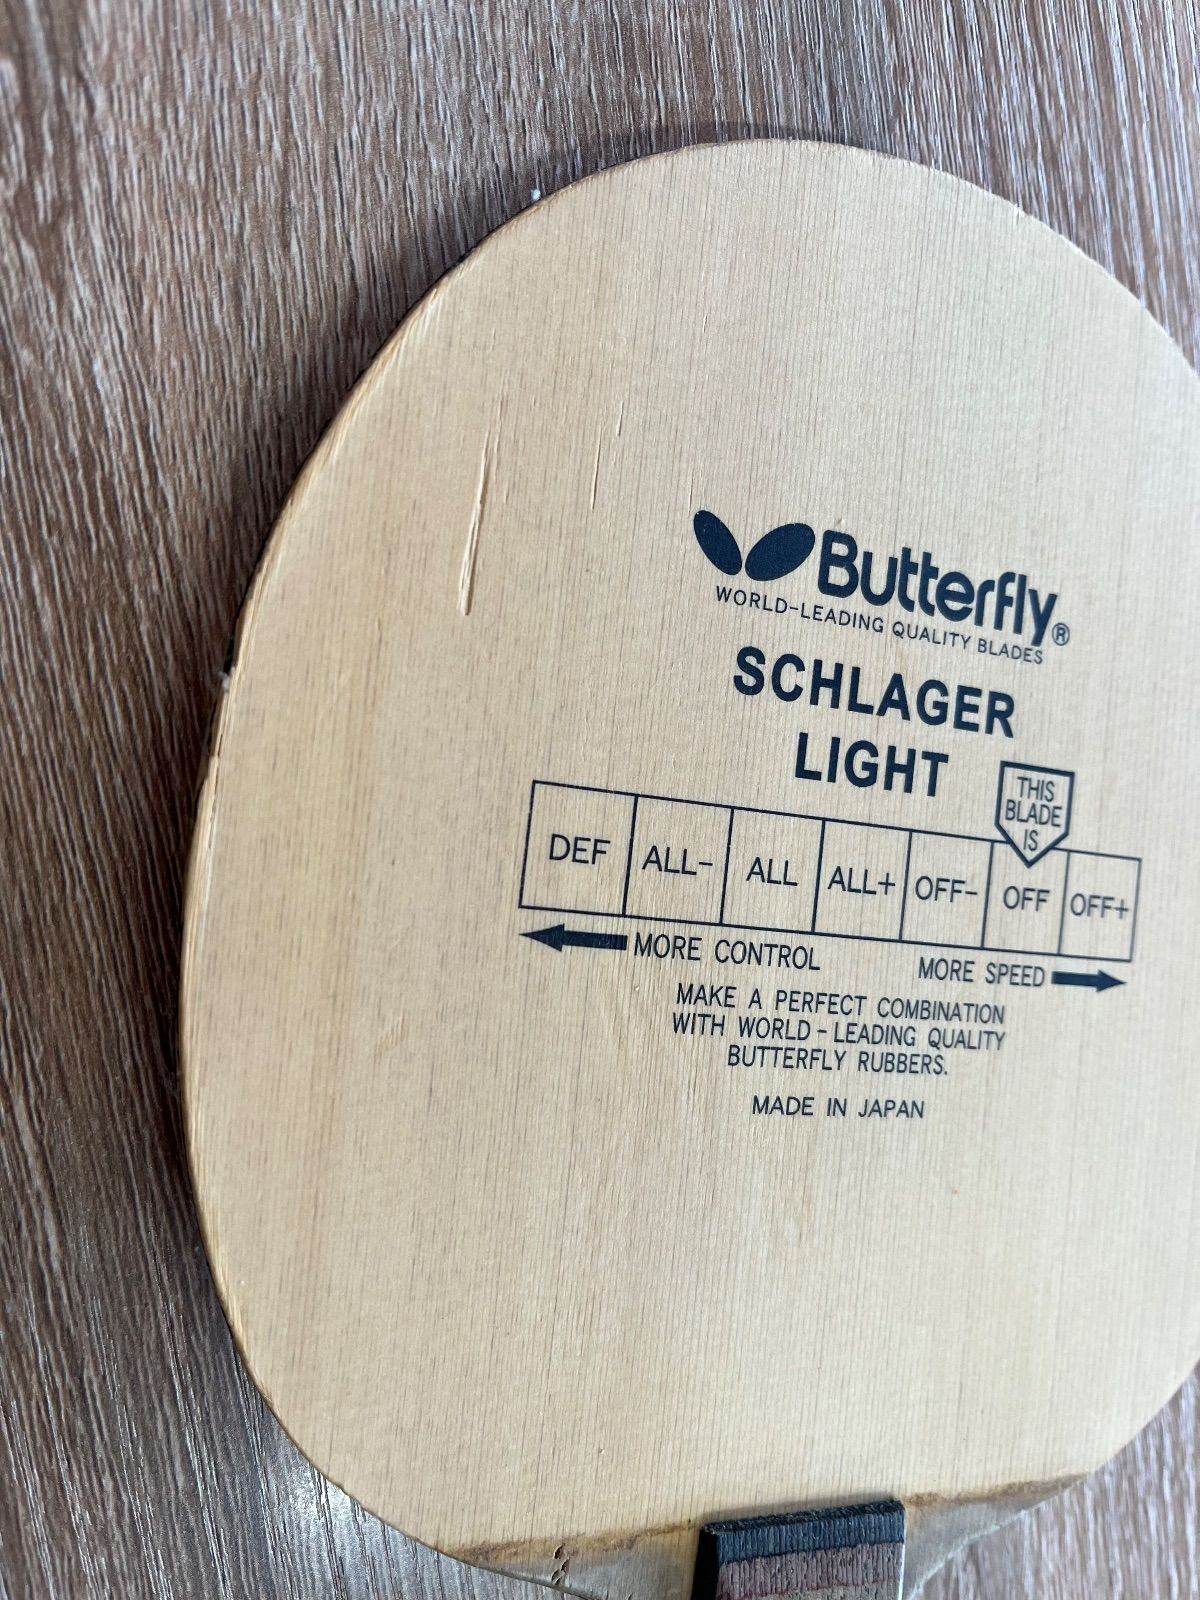 Butterfly®
WORLD-LEADING QUALITY BLADES
SCHLAGER
LIGHT
THIS
BLADE
IS
DEF ALL- ALL ALL+ OFF- OFF OFF+
MORE CONTROL
MORE SPEED
MAKE A PERFECT COMBINATION
WITH WORLD-LEADING QUALITY
BUTTERFLY RUBBERS.
MADE IN JAPAN